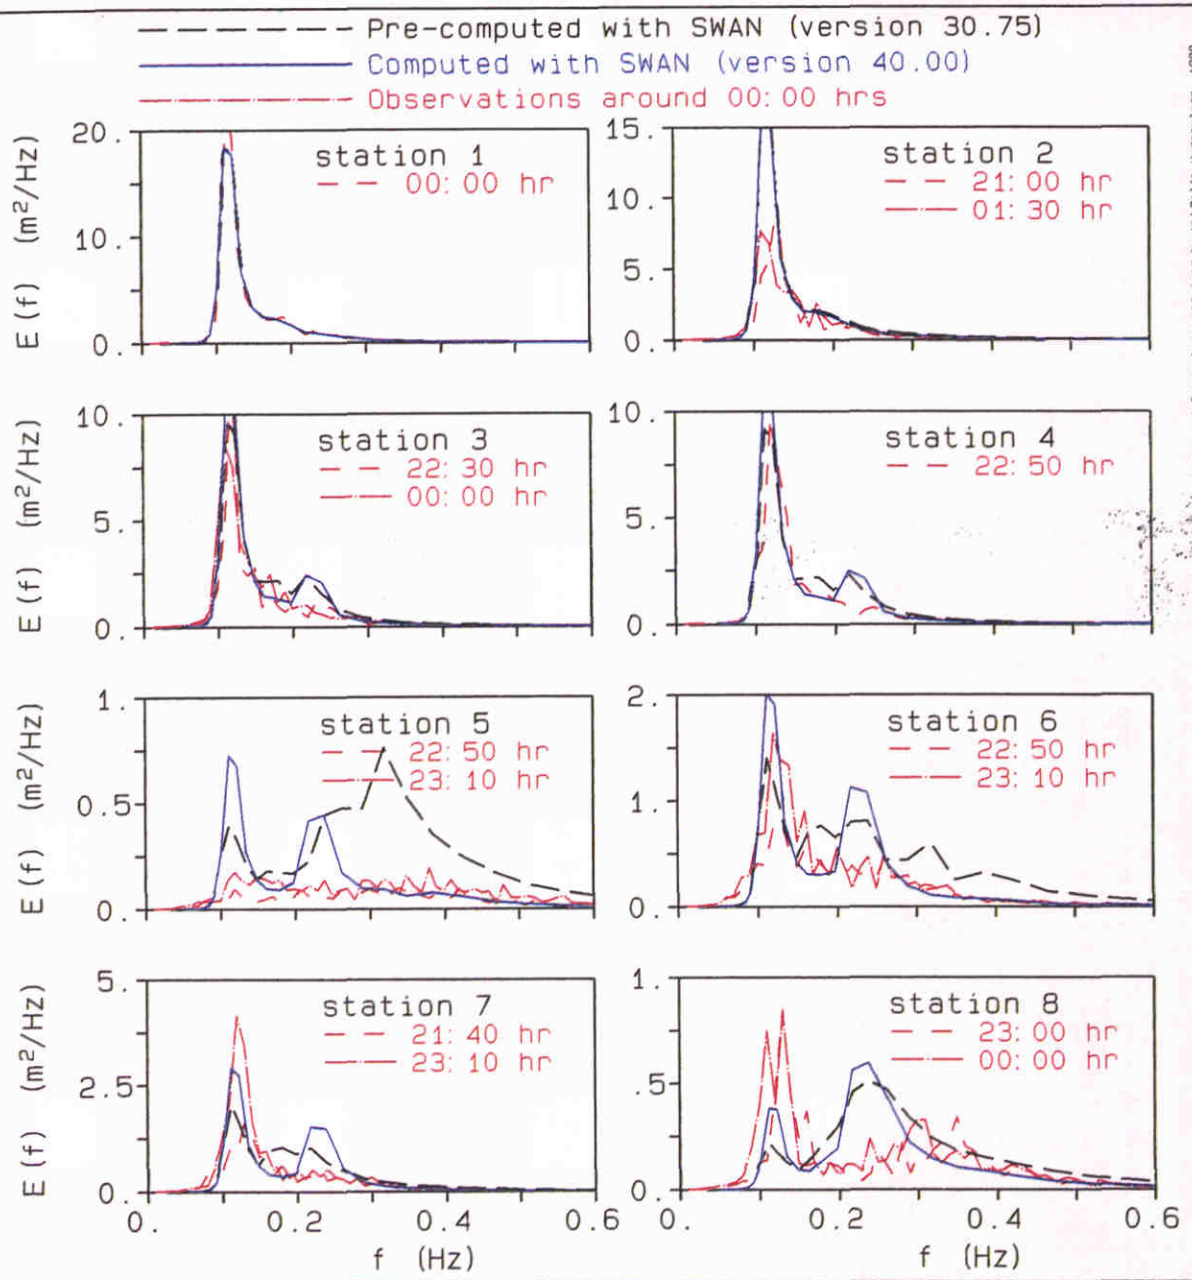 Pre-computed with SWAN (version 30.75)
Computed with SWAN (version 40.00)
Observations around 00:00 hrs
station 1
00:00 hr
20.
10.
0.
E(f) (m²/Hz)
station 2
21:00 hr
01:30 hr
15.
10.
5.
0.
station 3
22:30 hr
00:00 hr
10.
5.
0.
E(f) (m²/Hz)
station 4
22:50 hr
10.
5.
0.
station 5
22:50 hr
23:10 hr
1.
0.5
0.
E(f) (m²/Hz)
station 6
22:50 hr
23:10 hr
2.
1.
0.
station 7
21:40 hr
23:10 hr
5.
2.5
0.
E(f) (m²/Hz)
0. 0.2 0.4 0.6
f (Hz)
station 8
23:00 hr
00:00 hr
1.
.5
0.
0. 0.2 0.4 0.6
f (Hz)